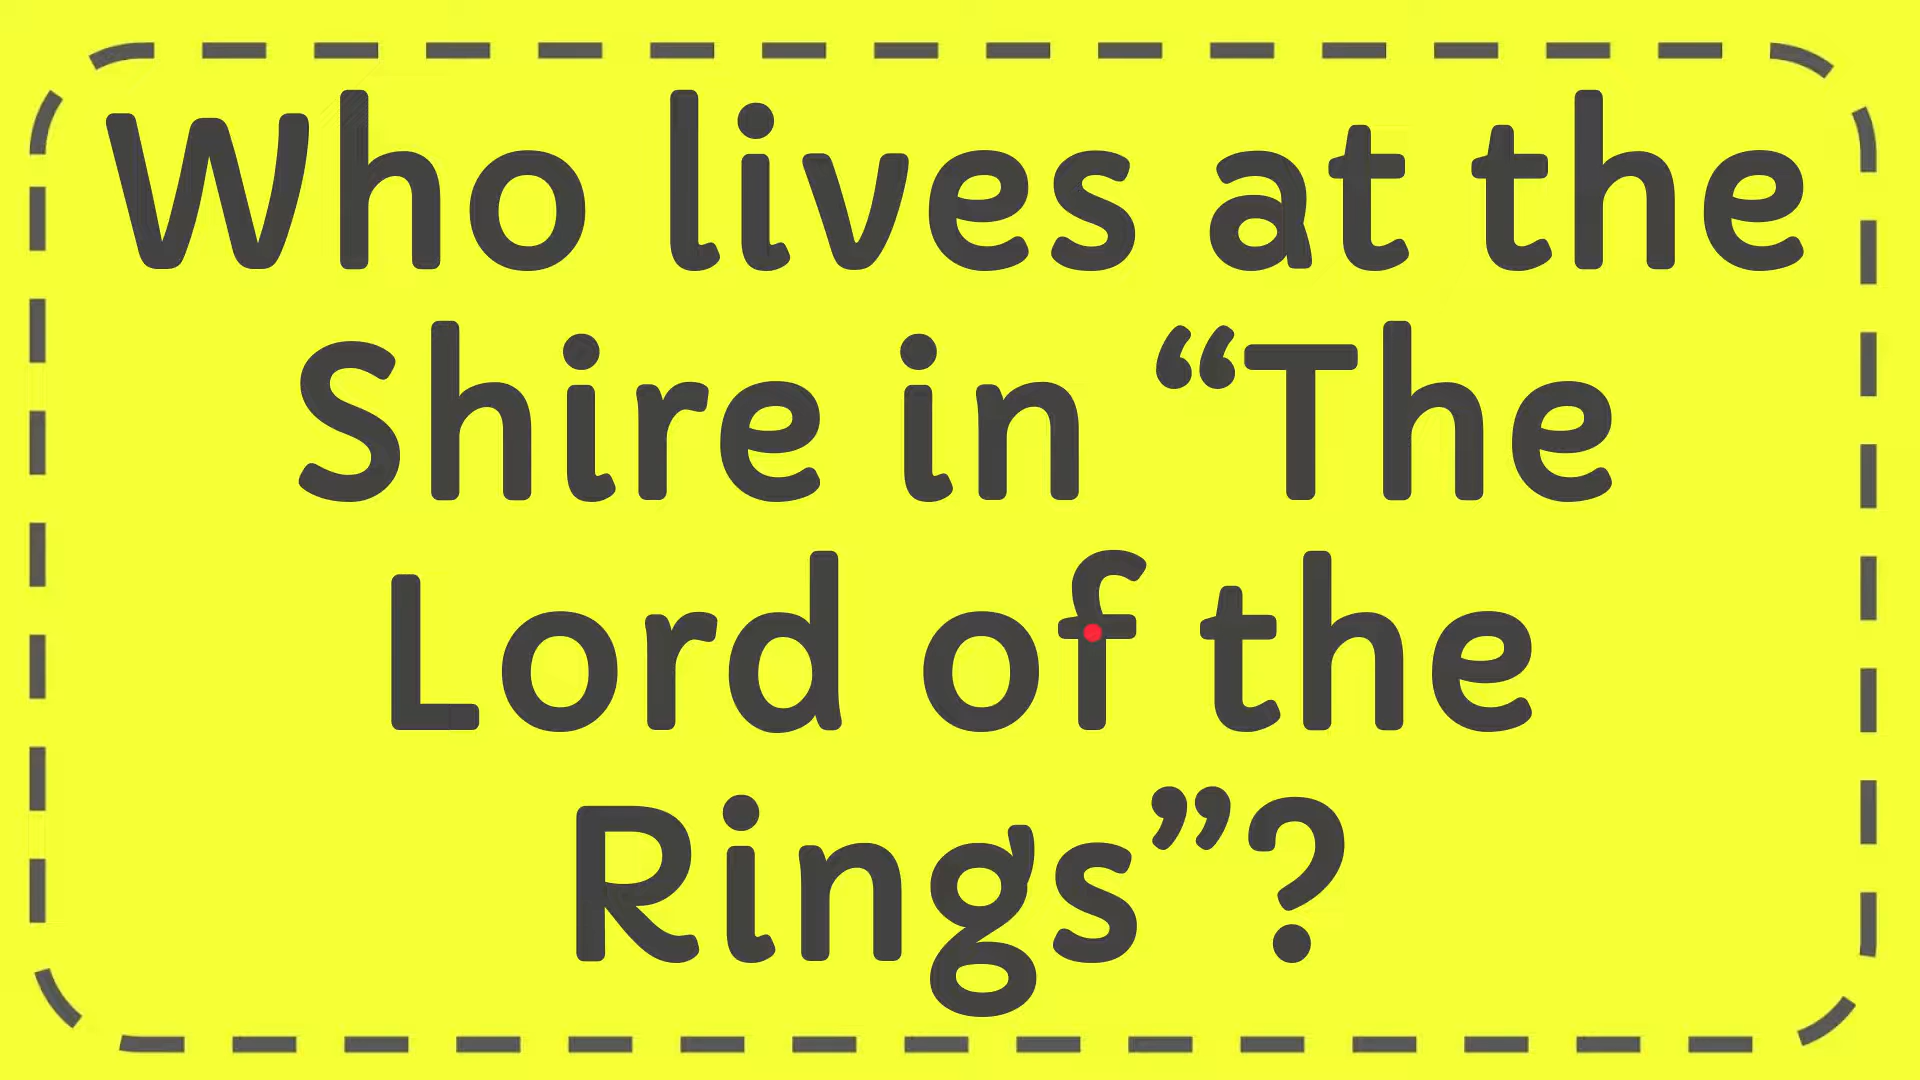 Who lives at the
Shire in “The
Lord of the
Rings”?